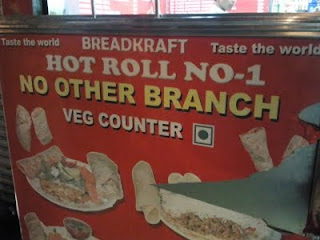 Taste the world BREADKRAFT Taste the world
HOT ROLL NO-1
NO OTHER BRANCH
VEG COUNTER